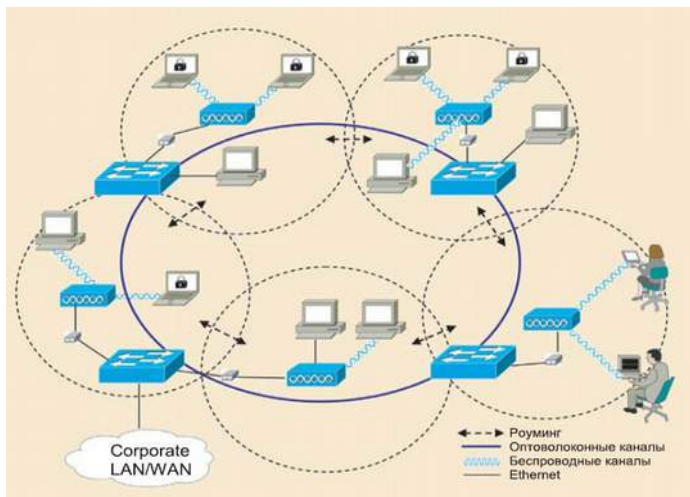 Corporate
LAN/WAN
Роуминг
Оптоволоконные каналы
Беспроводные каналы
Ethernet